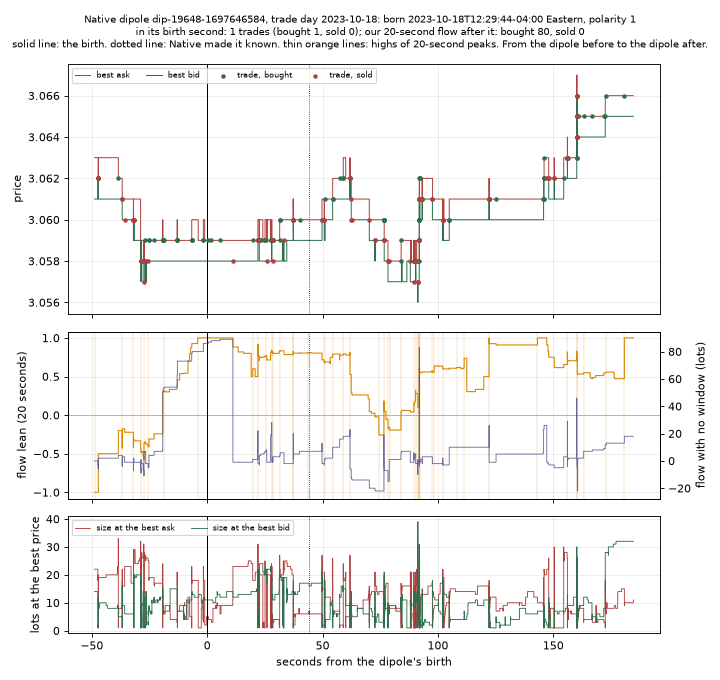 Native dipole dip-19648-1697646584, trade day 2023-10-18: born 2023-10-18T12:29:44-04:00 Eastern, polarity 1
in its birth second: 1 trades (bought 1, sold 0); our 20-second flow after it: bought 80, sold 0
solid line: the birth. dotted line: Native made it known. thin orange lines: highs of 20-second peaks. From the dipole before to the dipole after.
best ask best bid trade, bought trade, sold
3.066
3.064
3.062
3.060
3.058
3.056
price
1.0
0.5
0.0
−0.5
−1.0
flow lean (20 seconds)
80
60
40
20
0
−20
flow with no window (lots)
size at the best ask size at the best bid
40
30
20
10
0
lots at the best price
−50 0 50 100 150
seconds from the dipole's birth